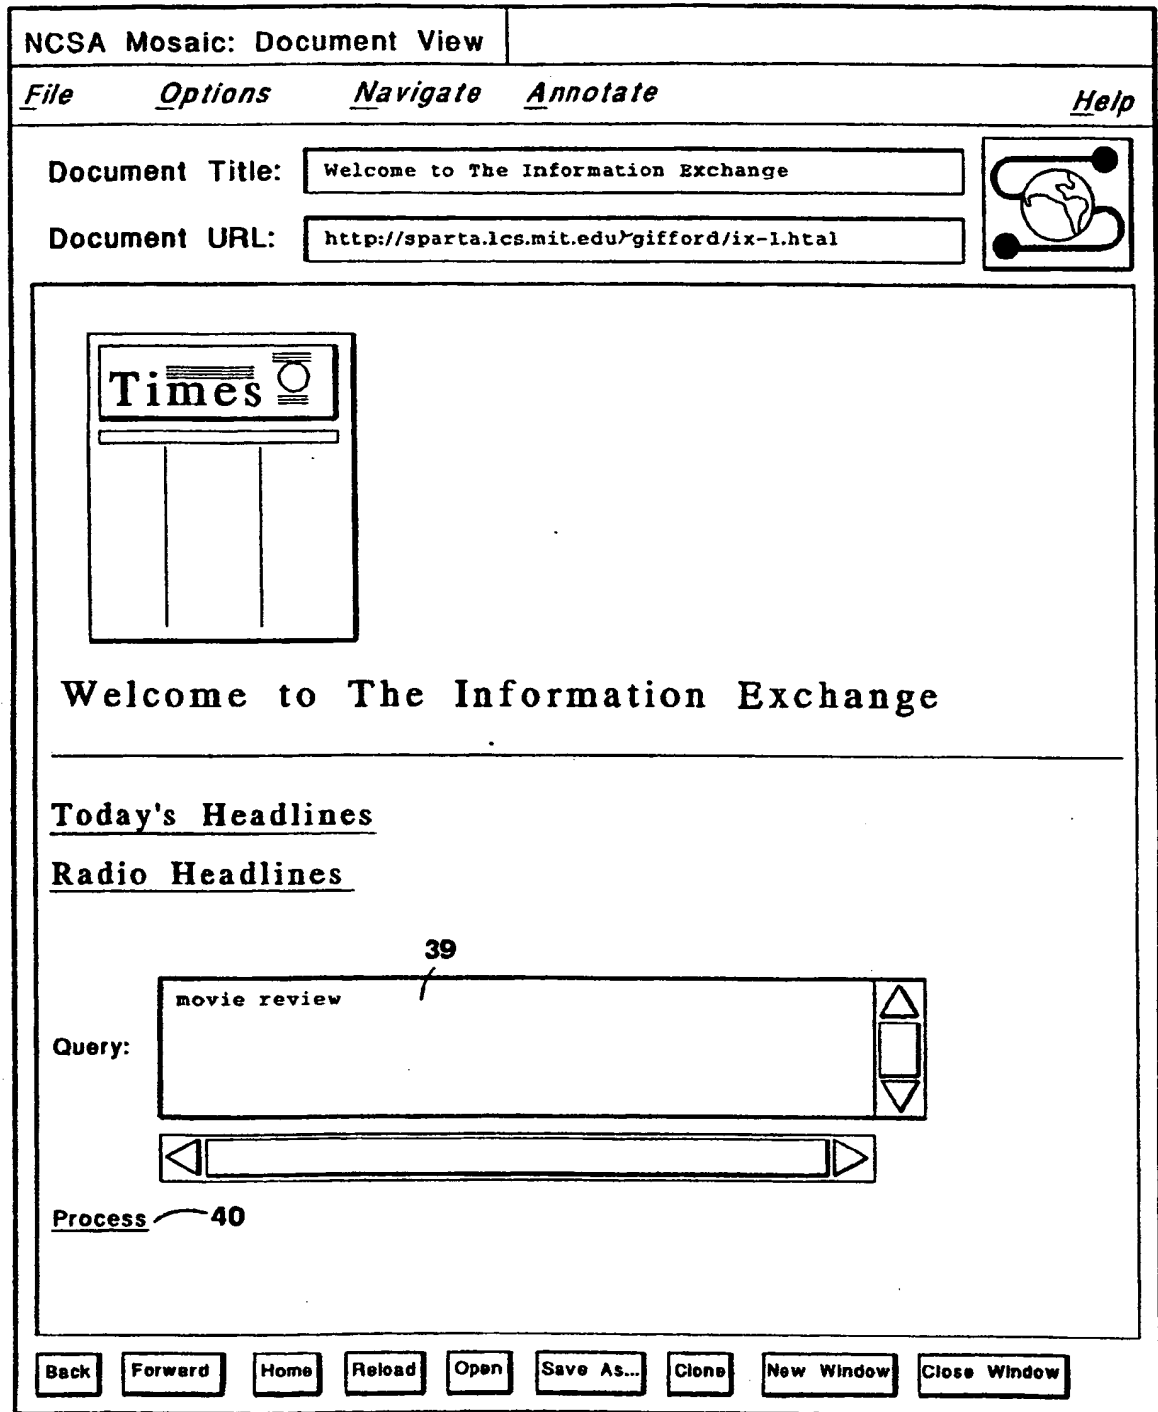 NCSA Mosaic: Document View
File Options Navigate Annotate Help
Document Title: Welcome to The Information Exchange
Document URL: http://sparta.lcs.mit.edu/~gifford/ix-1.htal
Times
Welcome to The Information Exchange
Today's Headlines
Radio Headlines
39
movie review
Query:
Process 40
Back Forward Home Reload Open Save As... Clone New Window Close Window